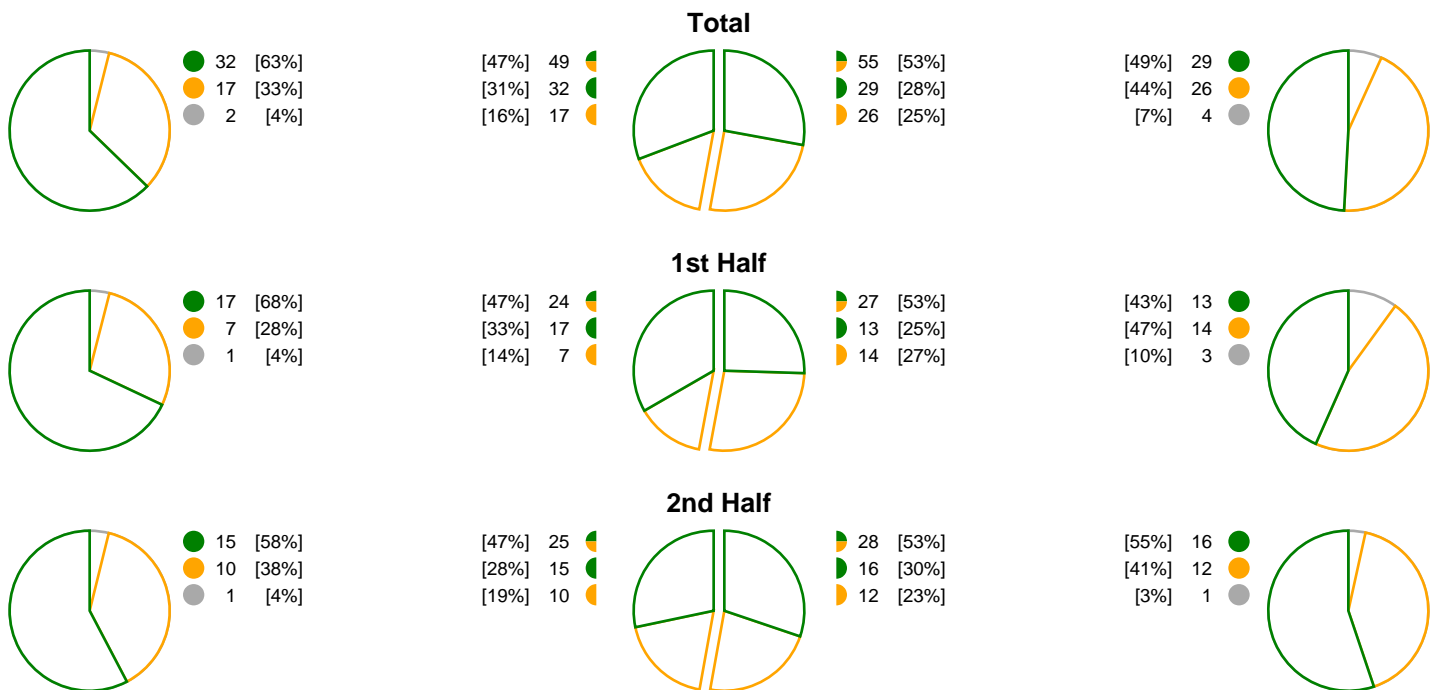 Total
32 [63%] [47%] 49 55 [53%] [49%] 29
17 [33%] [31%] 32 29 [28%] [44%] 26
2 [4%] [16%] 17 26 [25%] [7%] 4
1st Half
17 [68%] [47%] 24 27 [53%] [43%] 13
7 [28%] [33%] 17 13 [25%] [47%] 14
1 [4%] [14%] 7 14 [27%] [10%] 3
2nd Half
15 [58%] [47%] 25 28 [53%] [55%] 16
10 [38%] [28%] 15 16 [30%] [41%] 12
1 [4%] [19%] 10 12 [23%] [3%] 1